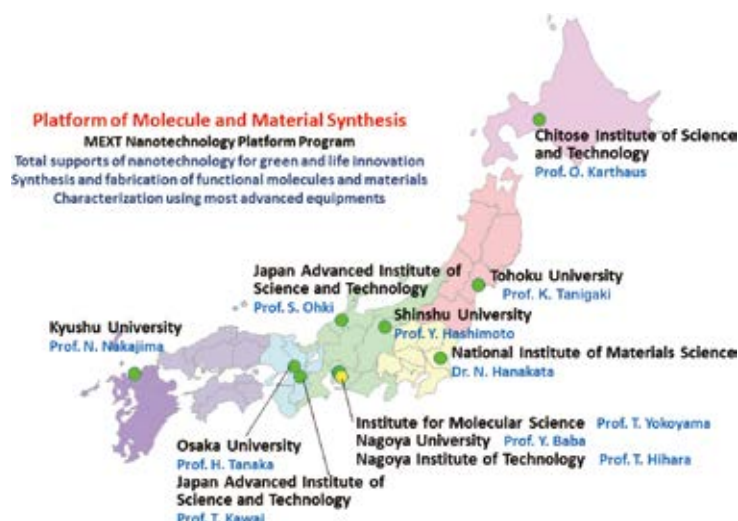 Platform of Molecule and Material Synthesis
MEXT Nanotechnology Platform Program
Total supports of nanotechnology for green and life Innovation
Synthesis and fabrication of functional molecules and materials
Characterization using most advanced equipments
Chitose Institute of Science
and Technology
Prof. O. Karthaus
Japan Advanced Institute of
Science and Technology
Prof. S. Ohki
Tohoku University
Prof. K. Tanigaki
Shinshu University
Prof. Y. Hashimoto
Kyushu University
Prof. N. Nakajima
National Institute of Materials Science
Dr. N. Hanakata
Institute for Molecular Science Prof. T. Yokoyama
Nagoya University Prof. Y. Baba
Nagoya Institute of Technology Prof. T. Hihara
Osaka University
Prof. H. Tanaka
Japan Advanced Institute of
Science and Technology
Prof. T. Kawai